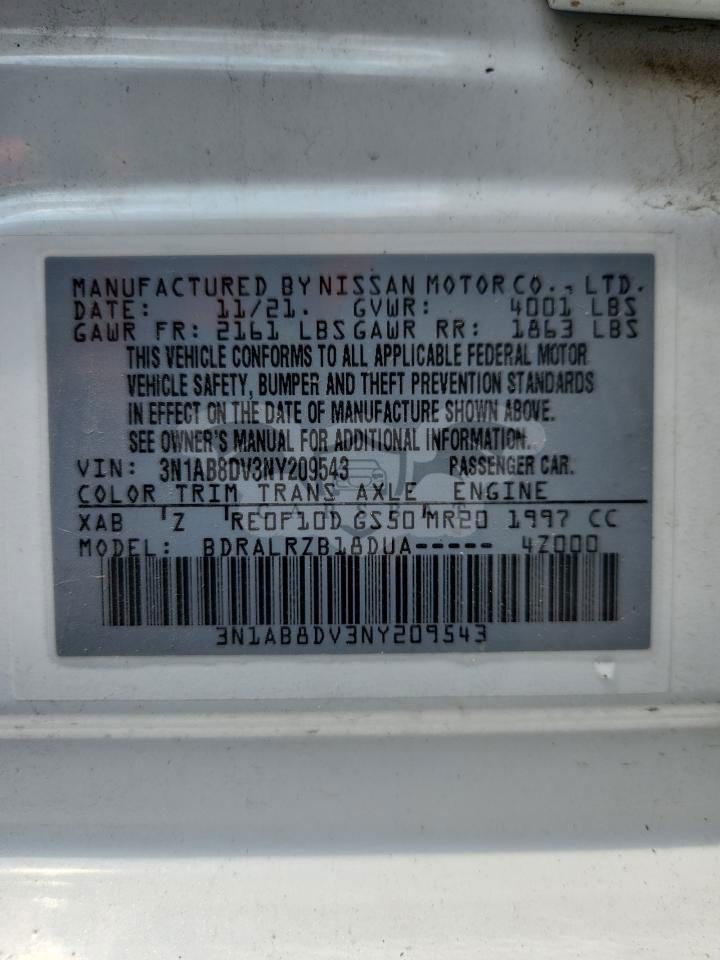 MANUFACTURED BY NISSAN MOTOR CO., LTD.
DATE: 11/21. GVWR: 4001 LBS
GAWR FR: 2161 LBS GAWR RR: 1863 LBS
THIS VEHICLE CONFORMS TO ALL APPLICABLE FEDERAL MOTOR
VEHICLE SAFETY, BUMPER AND THEFT PREVENTION STANDARDS
IN EFFECT ON THE DATE OF MANUFACTURE SHOWN ABOVE.
SEE OWNER'S MANUAL FOR ADDITIONAL INFORMATION.
VIN: 3N1AB8DV3NY209543 PASSENGER CAR.
COLOR TRIM TRANS AXLE ENGINE
XAB Z RE0F10D GS50 MR20 1997 CC
MODEL: BDRALRZB18DUA----- 4Z000
3N1AB8DV3NY209543